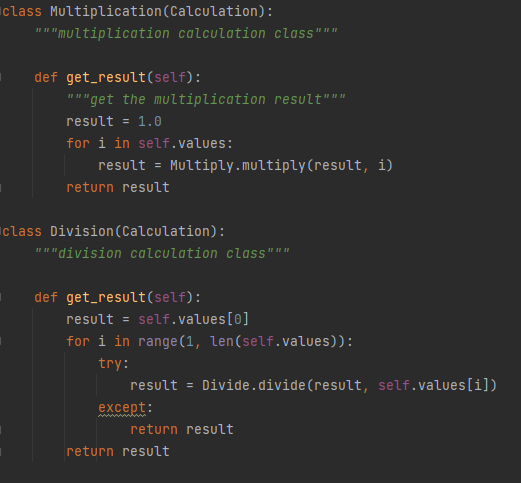 class Multiplication(Calculation):
    """multiplication calculation class"""

    def get_result(self):
        """get the multiplication result"""
        result = 1.0
        for i in self.values:
            result = Multiply.multiply(result, i)
        return result

class Division(Calculation):
    """division calculation class"""

    def get_result(self):
        result = self.values[0]
        for i in range(1, len(self.values)):
            try:
                result = Divide.divide(result, self.values[i])
            except:
                return result
        return result